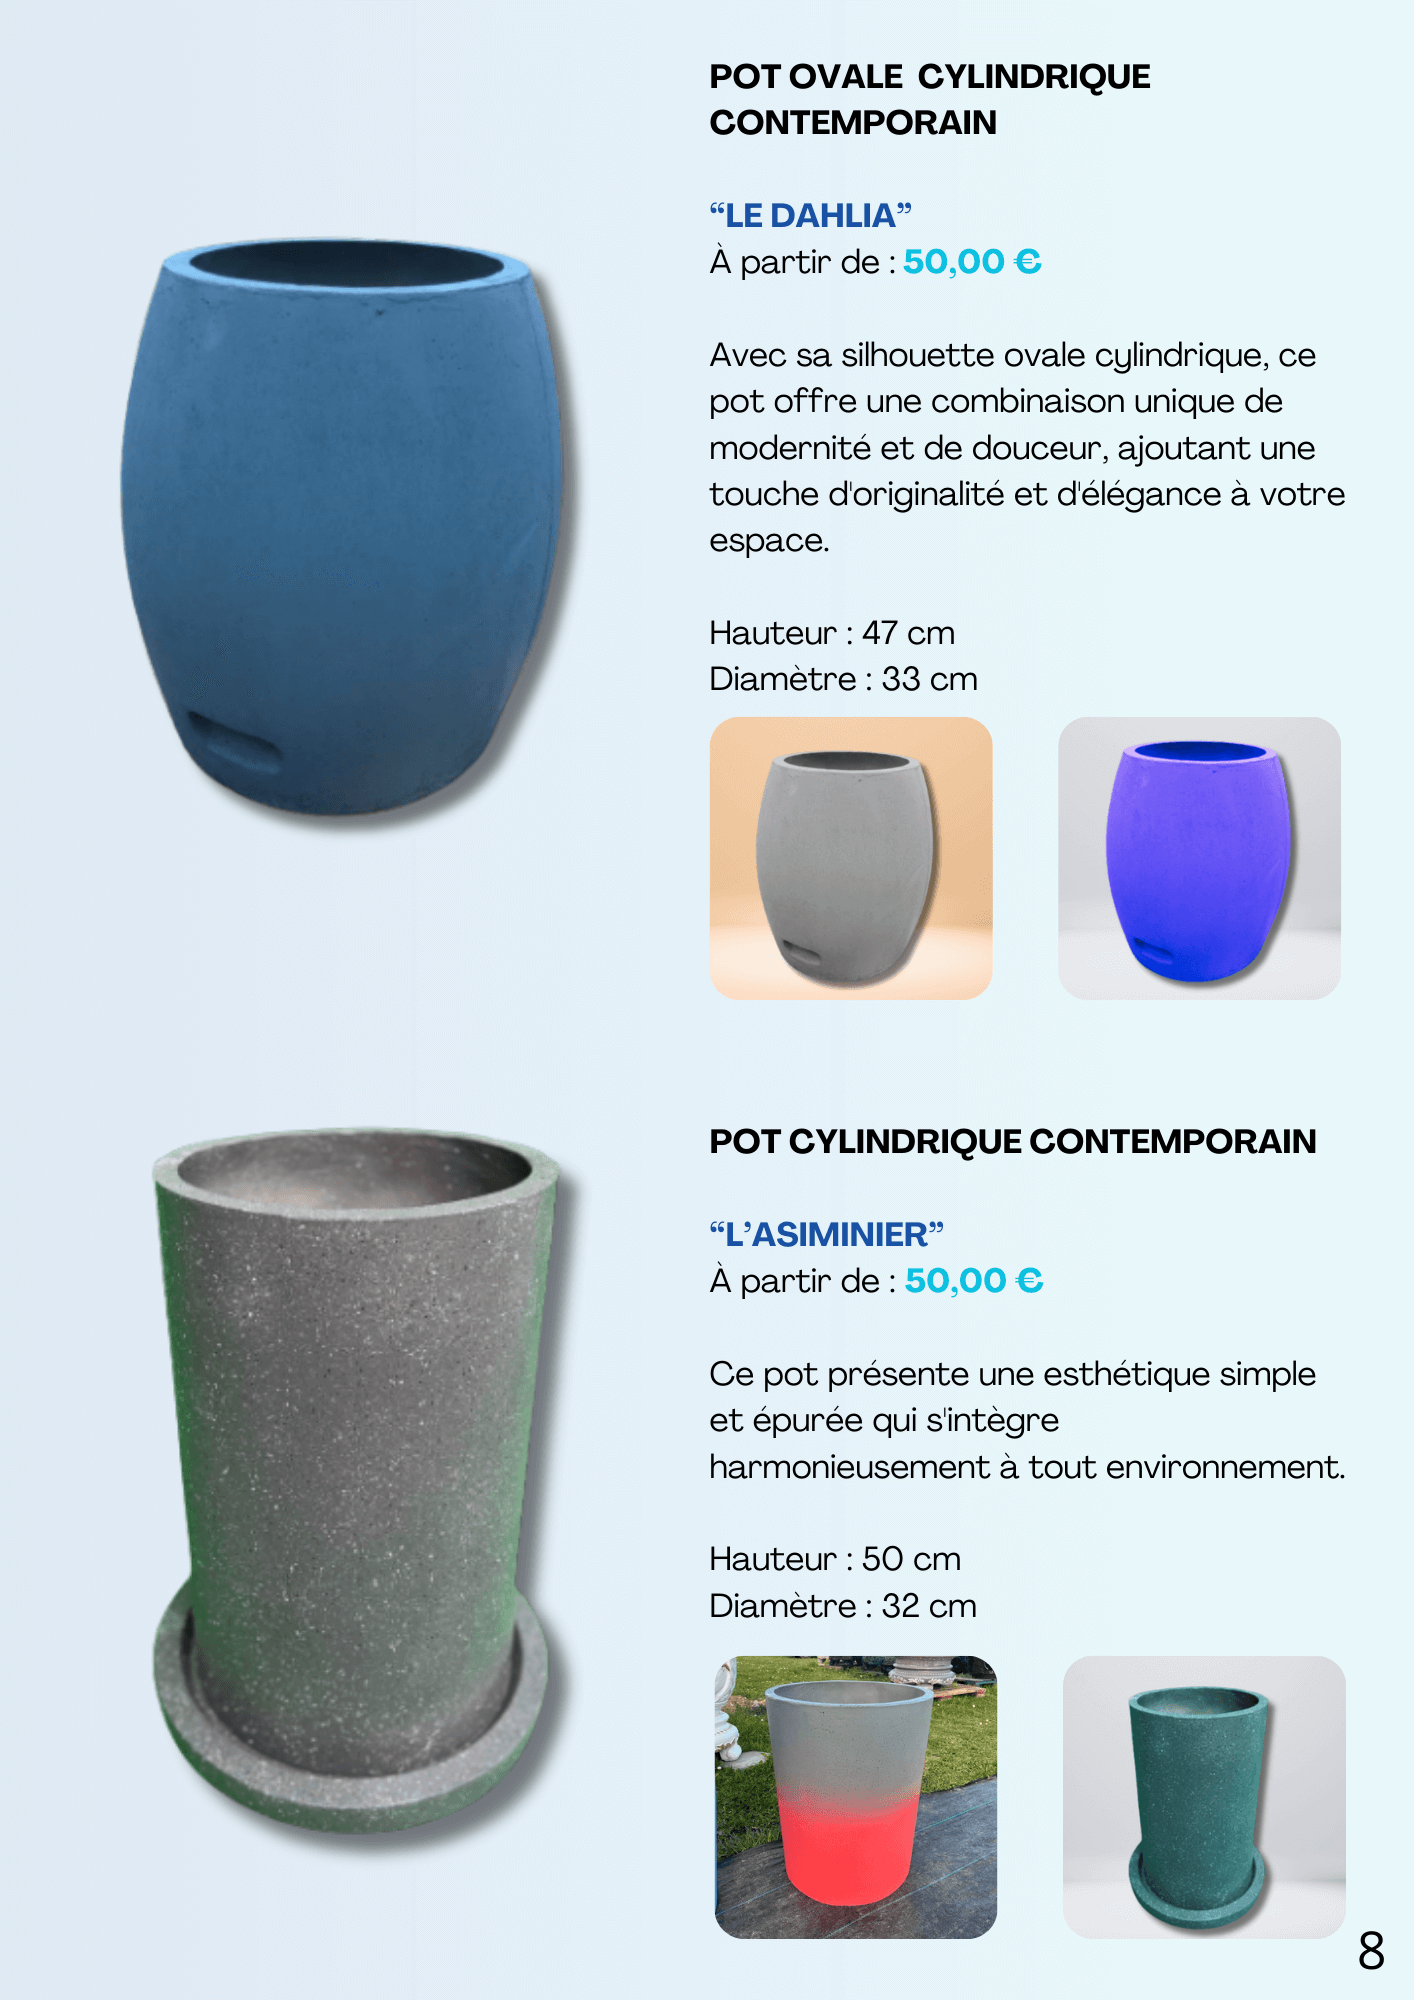 POT OVALE  CYLINDRIQUE
CONTEMPORAIN
“LE DAHLIA”
À partir de : 50,00 €
Avec sa silhouette ovale cylindrique, ce
pot offre une combinaison unique de
modernité et de douceur, ajoutant une
touche d'originalité et d'élégance à votre
espace.
Hauteur : 47 cm
Diamètre : 33 cm
POT CYLINDRIQUE CONTEMPORAIN
“L’ASIMINIER”
À partir de : 50,00 €
Ce pot présente une esthétique simple
et épurée qui s'intègre
harmonieusement à tout environnement.
Hauteur : 50 cm
Diamètre : 32 cm
8